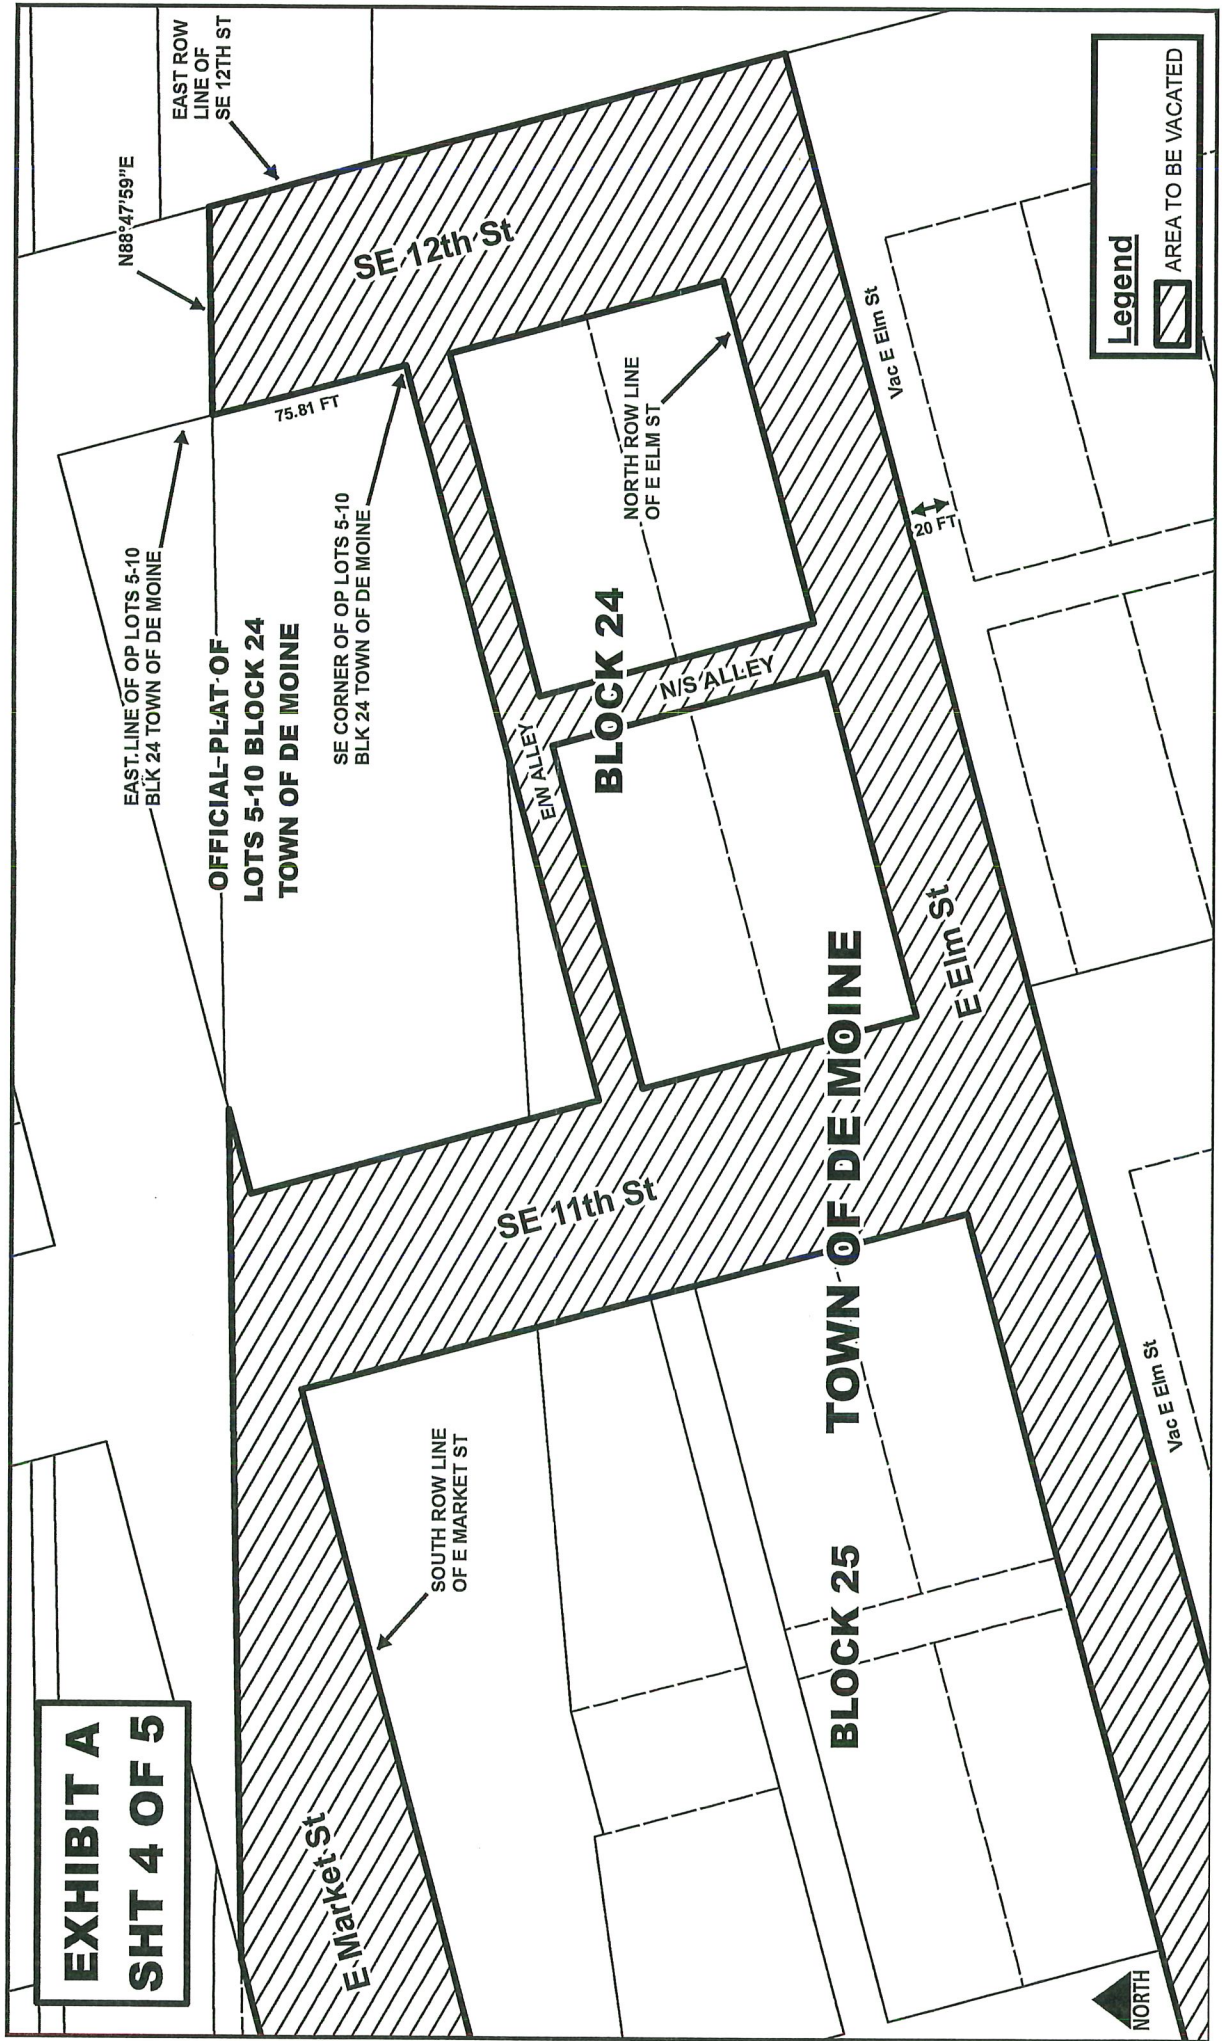 EXHIBIT A
SHT 4 OF 5
N88°47'59"E
EAST ROW
LINE OF
SE 12TH ST
EAST LINE OF OP LOTS 5-10
BLK 24 TOWN OF DE MOINE
OFFICIAL PLAT OF
LOTS 5-10 BLOCK 24
TOWN OF DE MOINE
75.81 FT
SE 12th St
SE CORNER OF OP LOTS 5-10
BLK 24 TOWN OF DE MOINE
E Market St
SOUTH ROW LINE
OF E MARKET ST
SE 11th St
E/W ALLEY
BLOCK 24
N/S ALLEY
NORTH ROW LINE
OF E ELM ST
BLOCK 25
TOWN OF DE MOINE
E Elm St
Vac E Elm St
20 FT
Vac E Elm St
NORTH
Legend
AREA TO BE VACATED